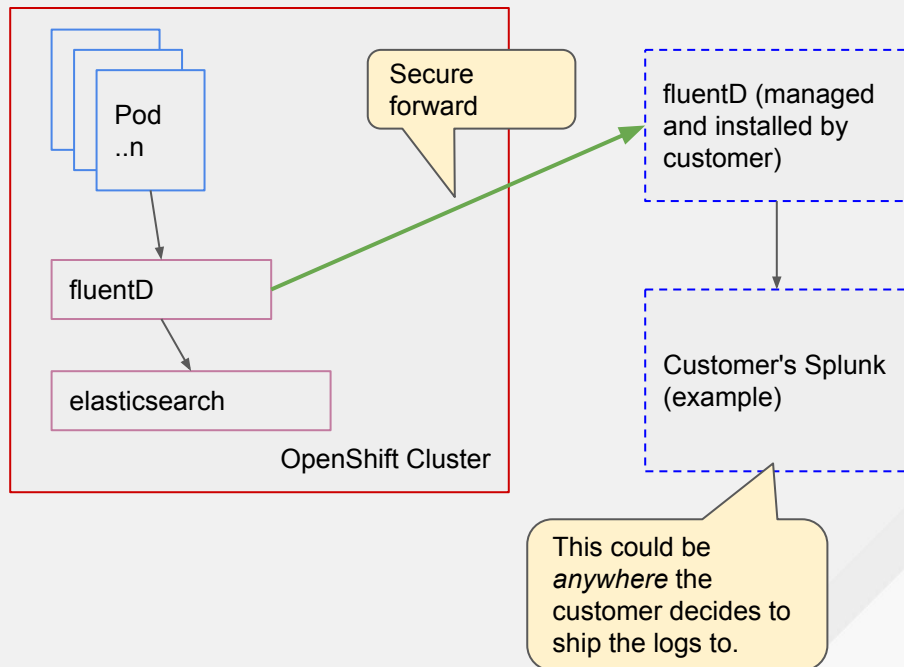 Pod
..n
fluentD
elasticsearch
OpenShift Cluster
Secure
forward
fluentD (managed
and installed by
customer)
Customer's Splunk
(example)
This could be
anywhere the
customer decides to
ship the logs to.